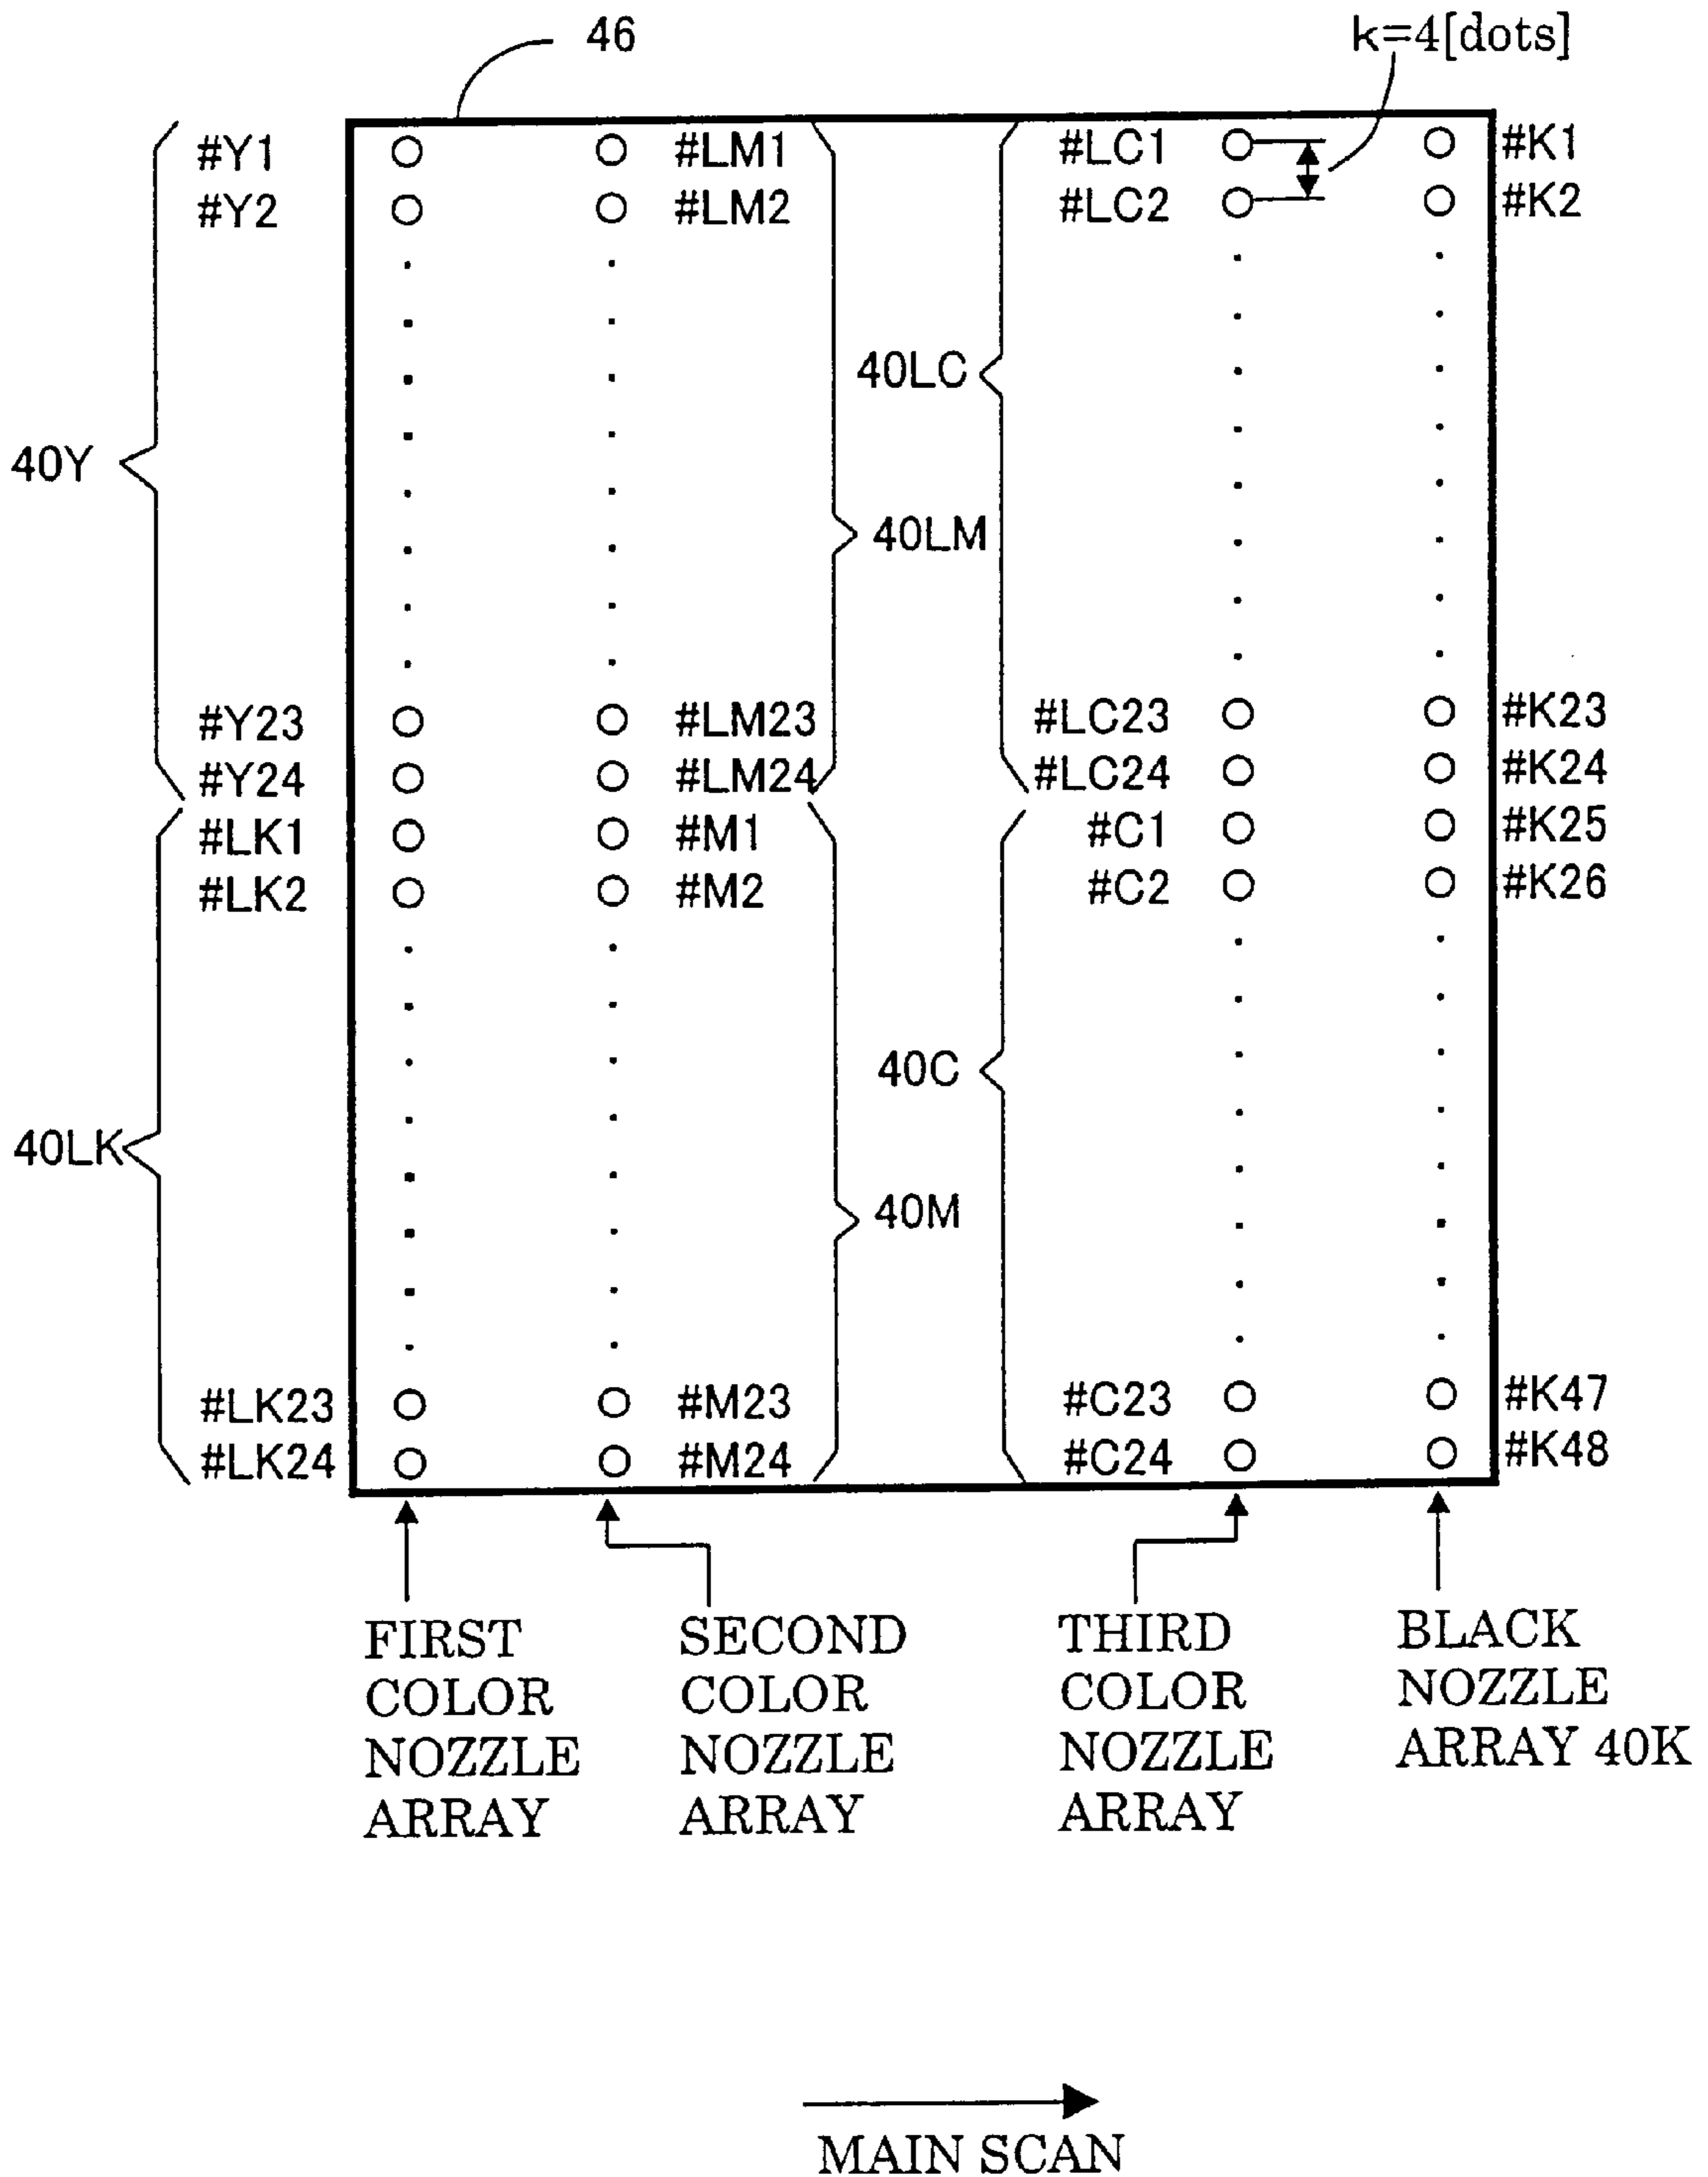 46
k=4[dots]
#Y1 #LM1 #LC1 #K1
#Y2 #LM2 #LC2 #K2
40LC
40Y
40LM
#Y23 #LM23 #LC23 #K23
#Y24 #LM24 #LC24 #K24
#LK1 #M1 #C1 #K25
#LK2 #M2 #C2 #K26
40C
40LK
40M
#LK23 #M23 #C23 #K47
#LK24 #M24 #C24 #K48
FIRST
COLOR
NOZZLE
ARRAY
SECOND
COLOR
NOZZLE
ARRAY
THIRD
COLOR
NOZZLE
ARRAY
BLACK
NOZZLE
ARRAY 40K
MAIN SCAN